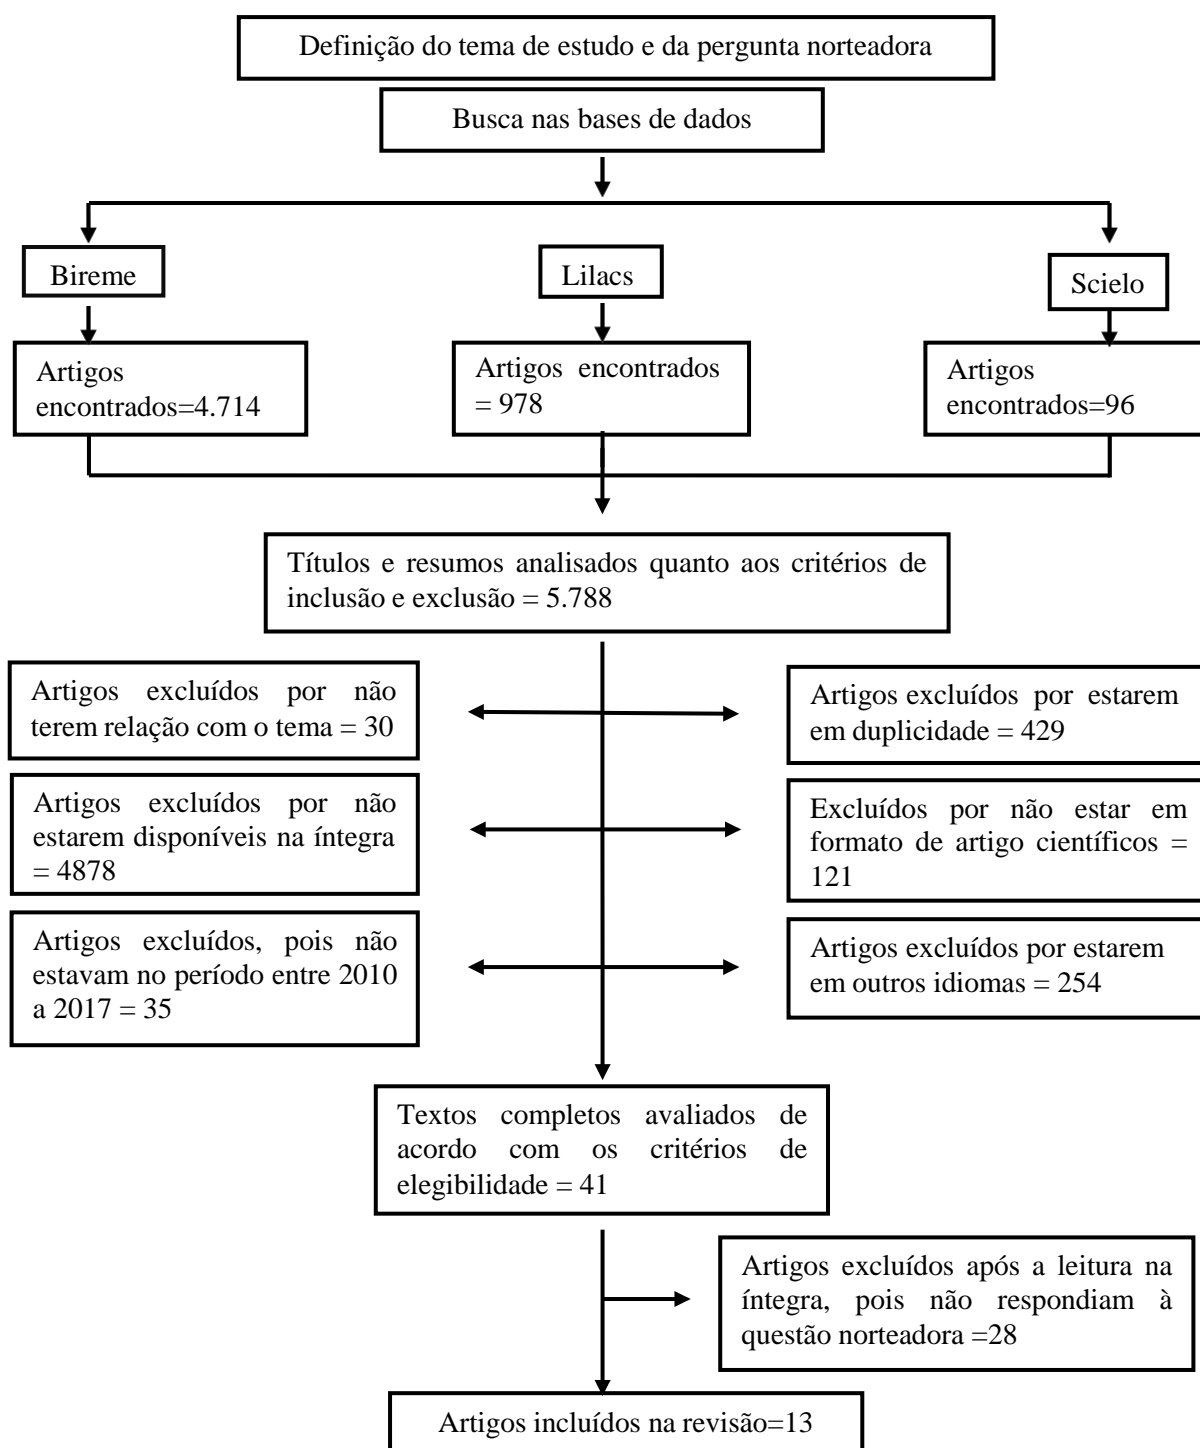 Definição do tema de estudo e da pergunta norteadora
Busca nas bases de dados
Bireme
Lilacs
Scielo
Artigos
encontrados=4.714
Artigos encontrados
= 978
Artigos
encontrados=96
Títulos e resumos analisados quanto aos critérios de
inclusão e exclusão = 5.788
Artigos excluídos por não
terem relação com o tema = 30
Artigos excluídos por estarem
em duplicidade = 429
Artigos excluídos por não
estarem disponíveis na íntegra
= 4878
Excluídos por não estar em
formato de artigo científicos =
121
Artigos excluídos, pois não
estavam no período entre 2010
a 2017 = 35
Artigos excluídos por estarem
em outros idiomas = 254
Textos completos avaliados de
acordo com os critérios de
elegibilidade = 41
Artigos excluídos após a leitura na
íntegra, pois não respondiam à
questão norteadora =28
Artigos incluídos na revisão=13